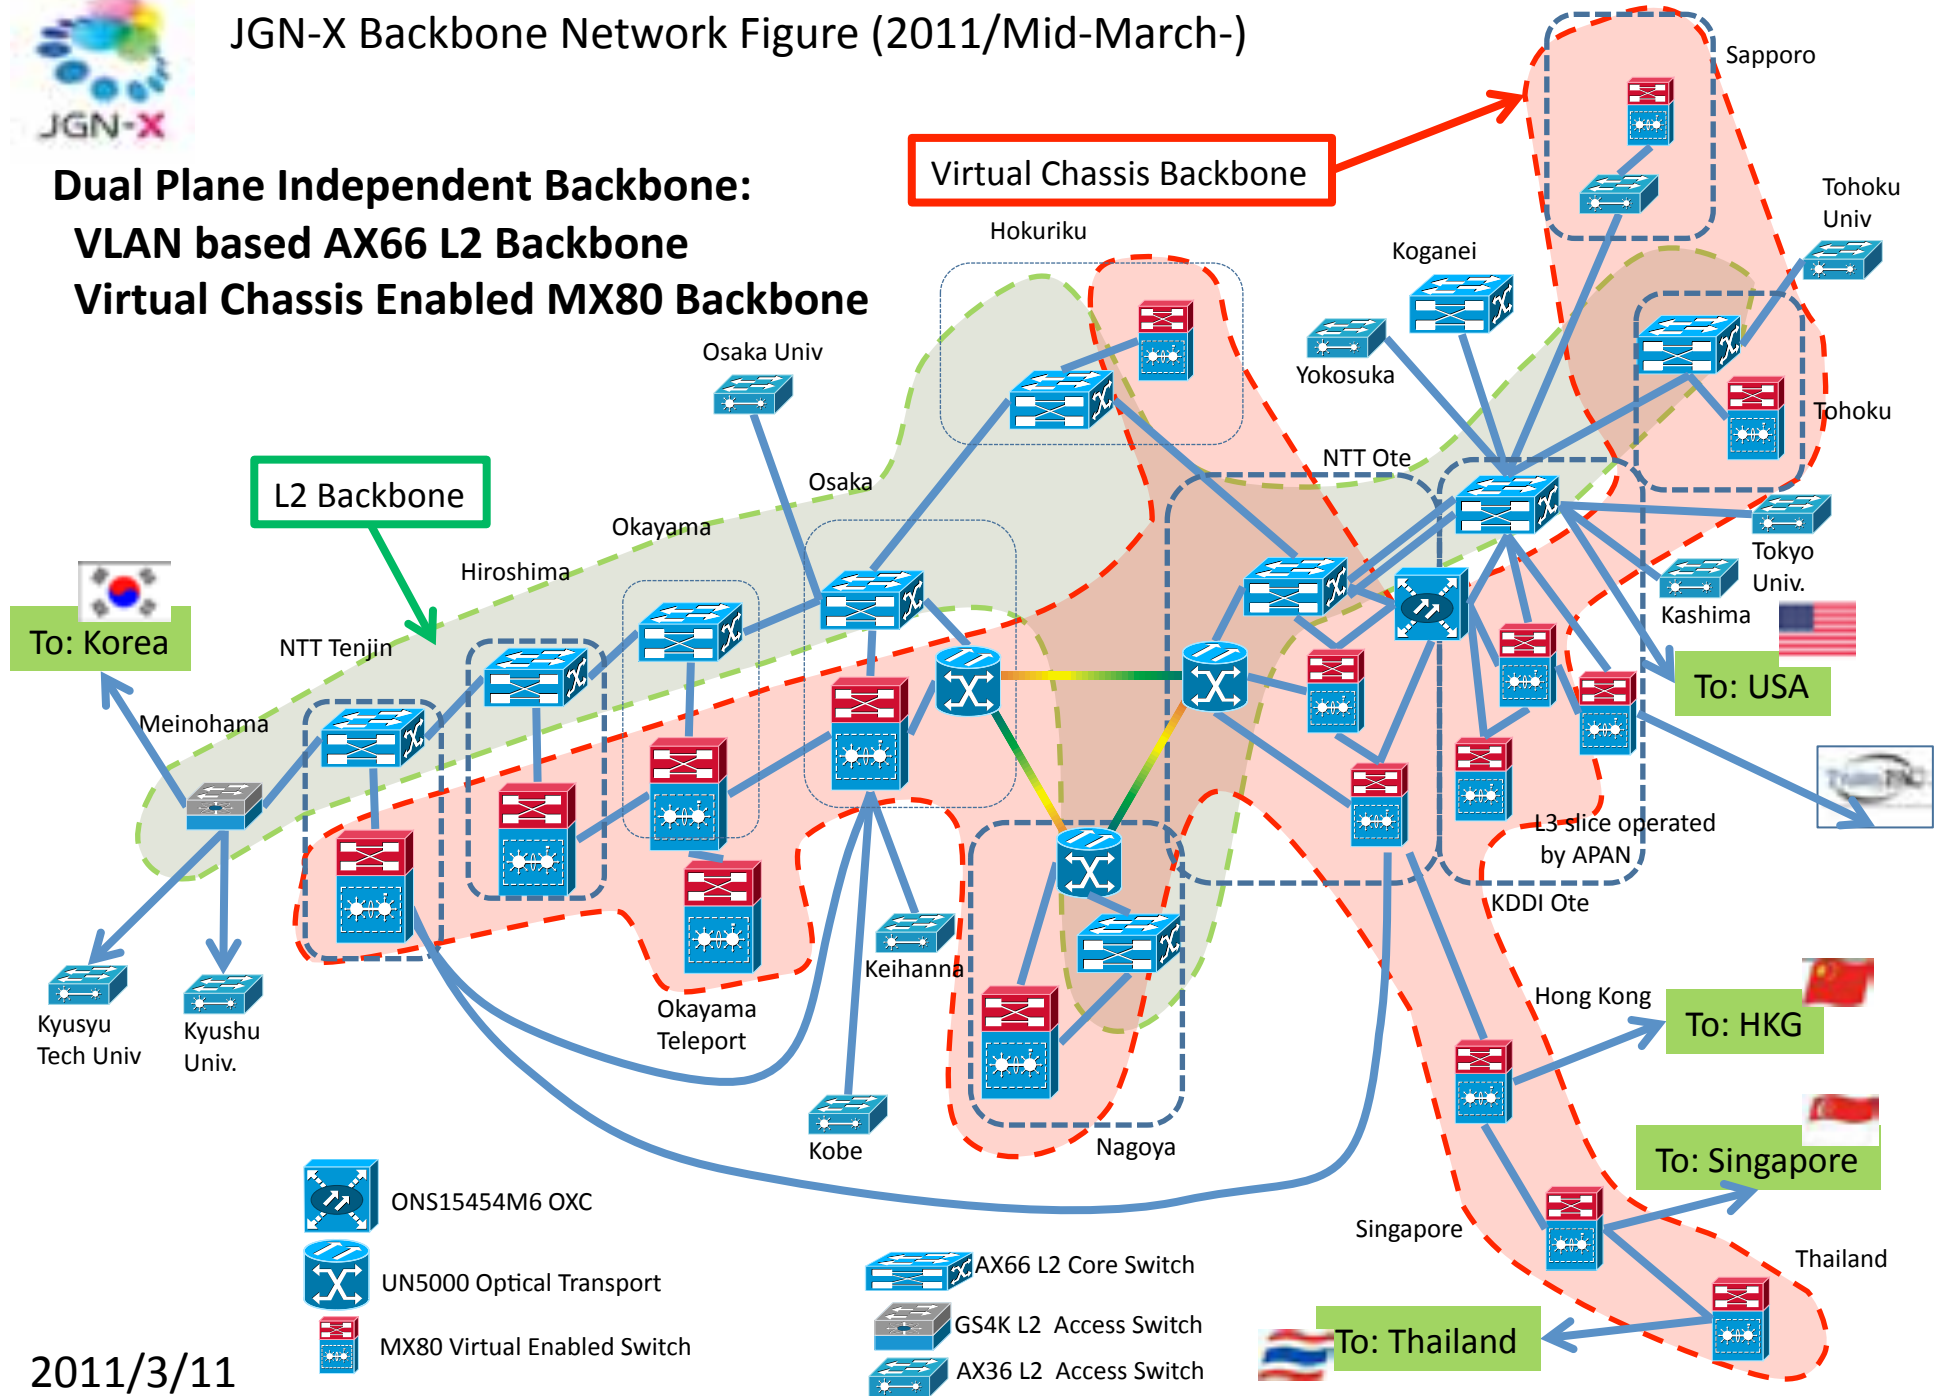 JGN-X Backbone Network Figure (2011/Mid-March-)
JGN-X
Dual Plane Independent Backbone:
VLAN based AX66 L2 Backbone
Virtual Chassis Enabled MX80 Backbone
Virtual Chassis Backbone
Sapporo
Tohoku
Univ
Hokuriku
Koganei
Yokosuka
Osaka Univ
Tohoku
NTT Ote
L2 Backbone
Osaka
Okayama
Hiroshima
Tokyo
Univ.
Kashima
To: Korea
NTT Tenjin
To: USA
Meinohama
L3 slice operated
by APAN
KDDI Ote
Keihanna
Hong Kong
Okayama
Teleport
Kyusyu
Tech Univ
Kyushu
Univ.
To: HKG
Kobe
Nagoya
To: Singapore
Singapore
Thailand
To: Thailand
ONS15454M6 OXC
UN5000 Optical Transport
MX80 Virtual Enabled Switch
AX66 L2 Core Switch
GS4K L2 Access Switch
AX36 L2 Access Switch
2011/3/11